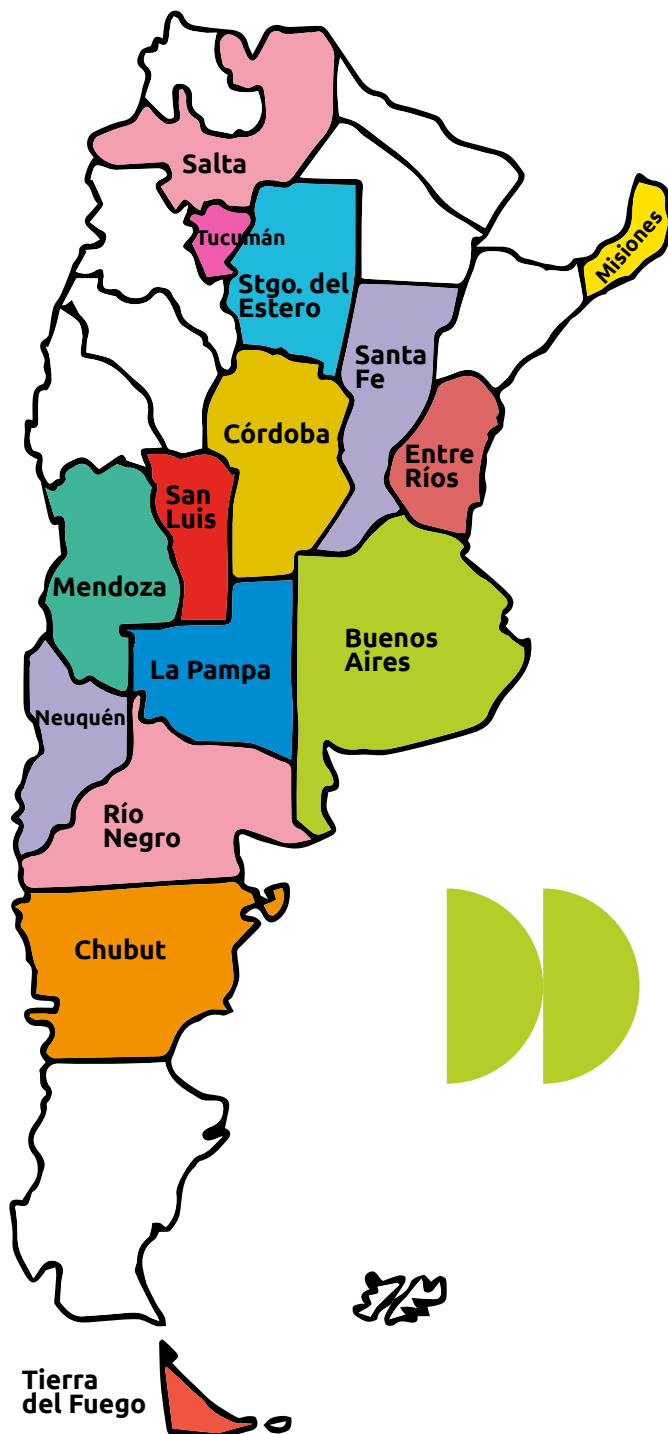 Salta
Tucumán
Misiones
Stgo. del
Estero
Santa
Fe
Córdoba
Entre
Ríos
San
Luis
Mendoza
Buenos
Aires
La Pampa
Neuquén
Río
Negro
Chubut
Tierra
del Fuego